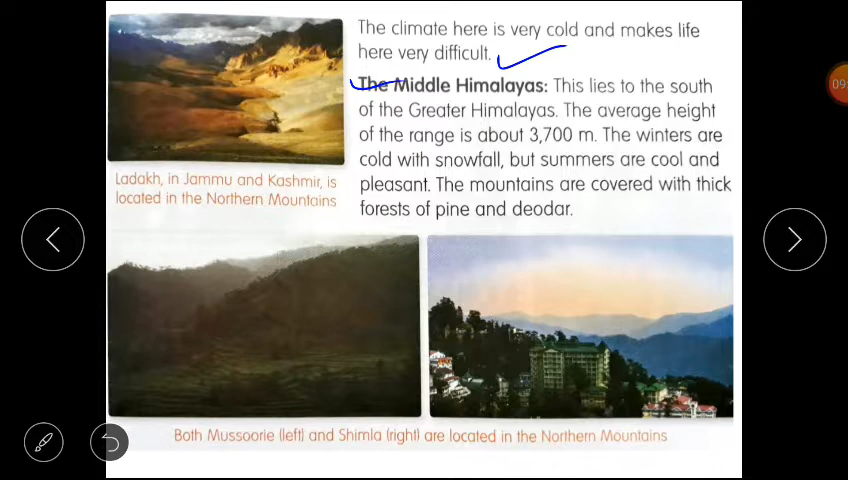 The climate here is very cold and makes life
here very difficult.
The Middle Himalayas: This lies to the south
of the Greater Himalayas. The average height
of the range is about 3,700 m. The winters are
cold with snowfall, but summers are cool and
pleasant. The mountains are covered with thick
forests of pine and deodar.
Ladakh, in Jammu and Kashmir, is
located in the Northern Mountains
Both Mussoorie (left) and Shimla (right) are located in the Northern Mountains
09: